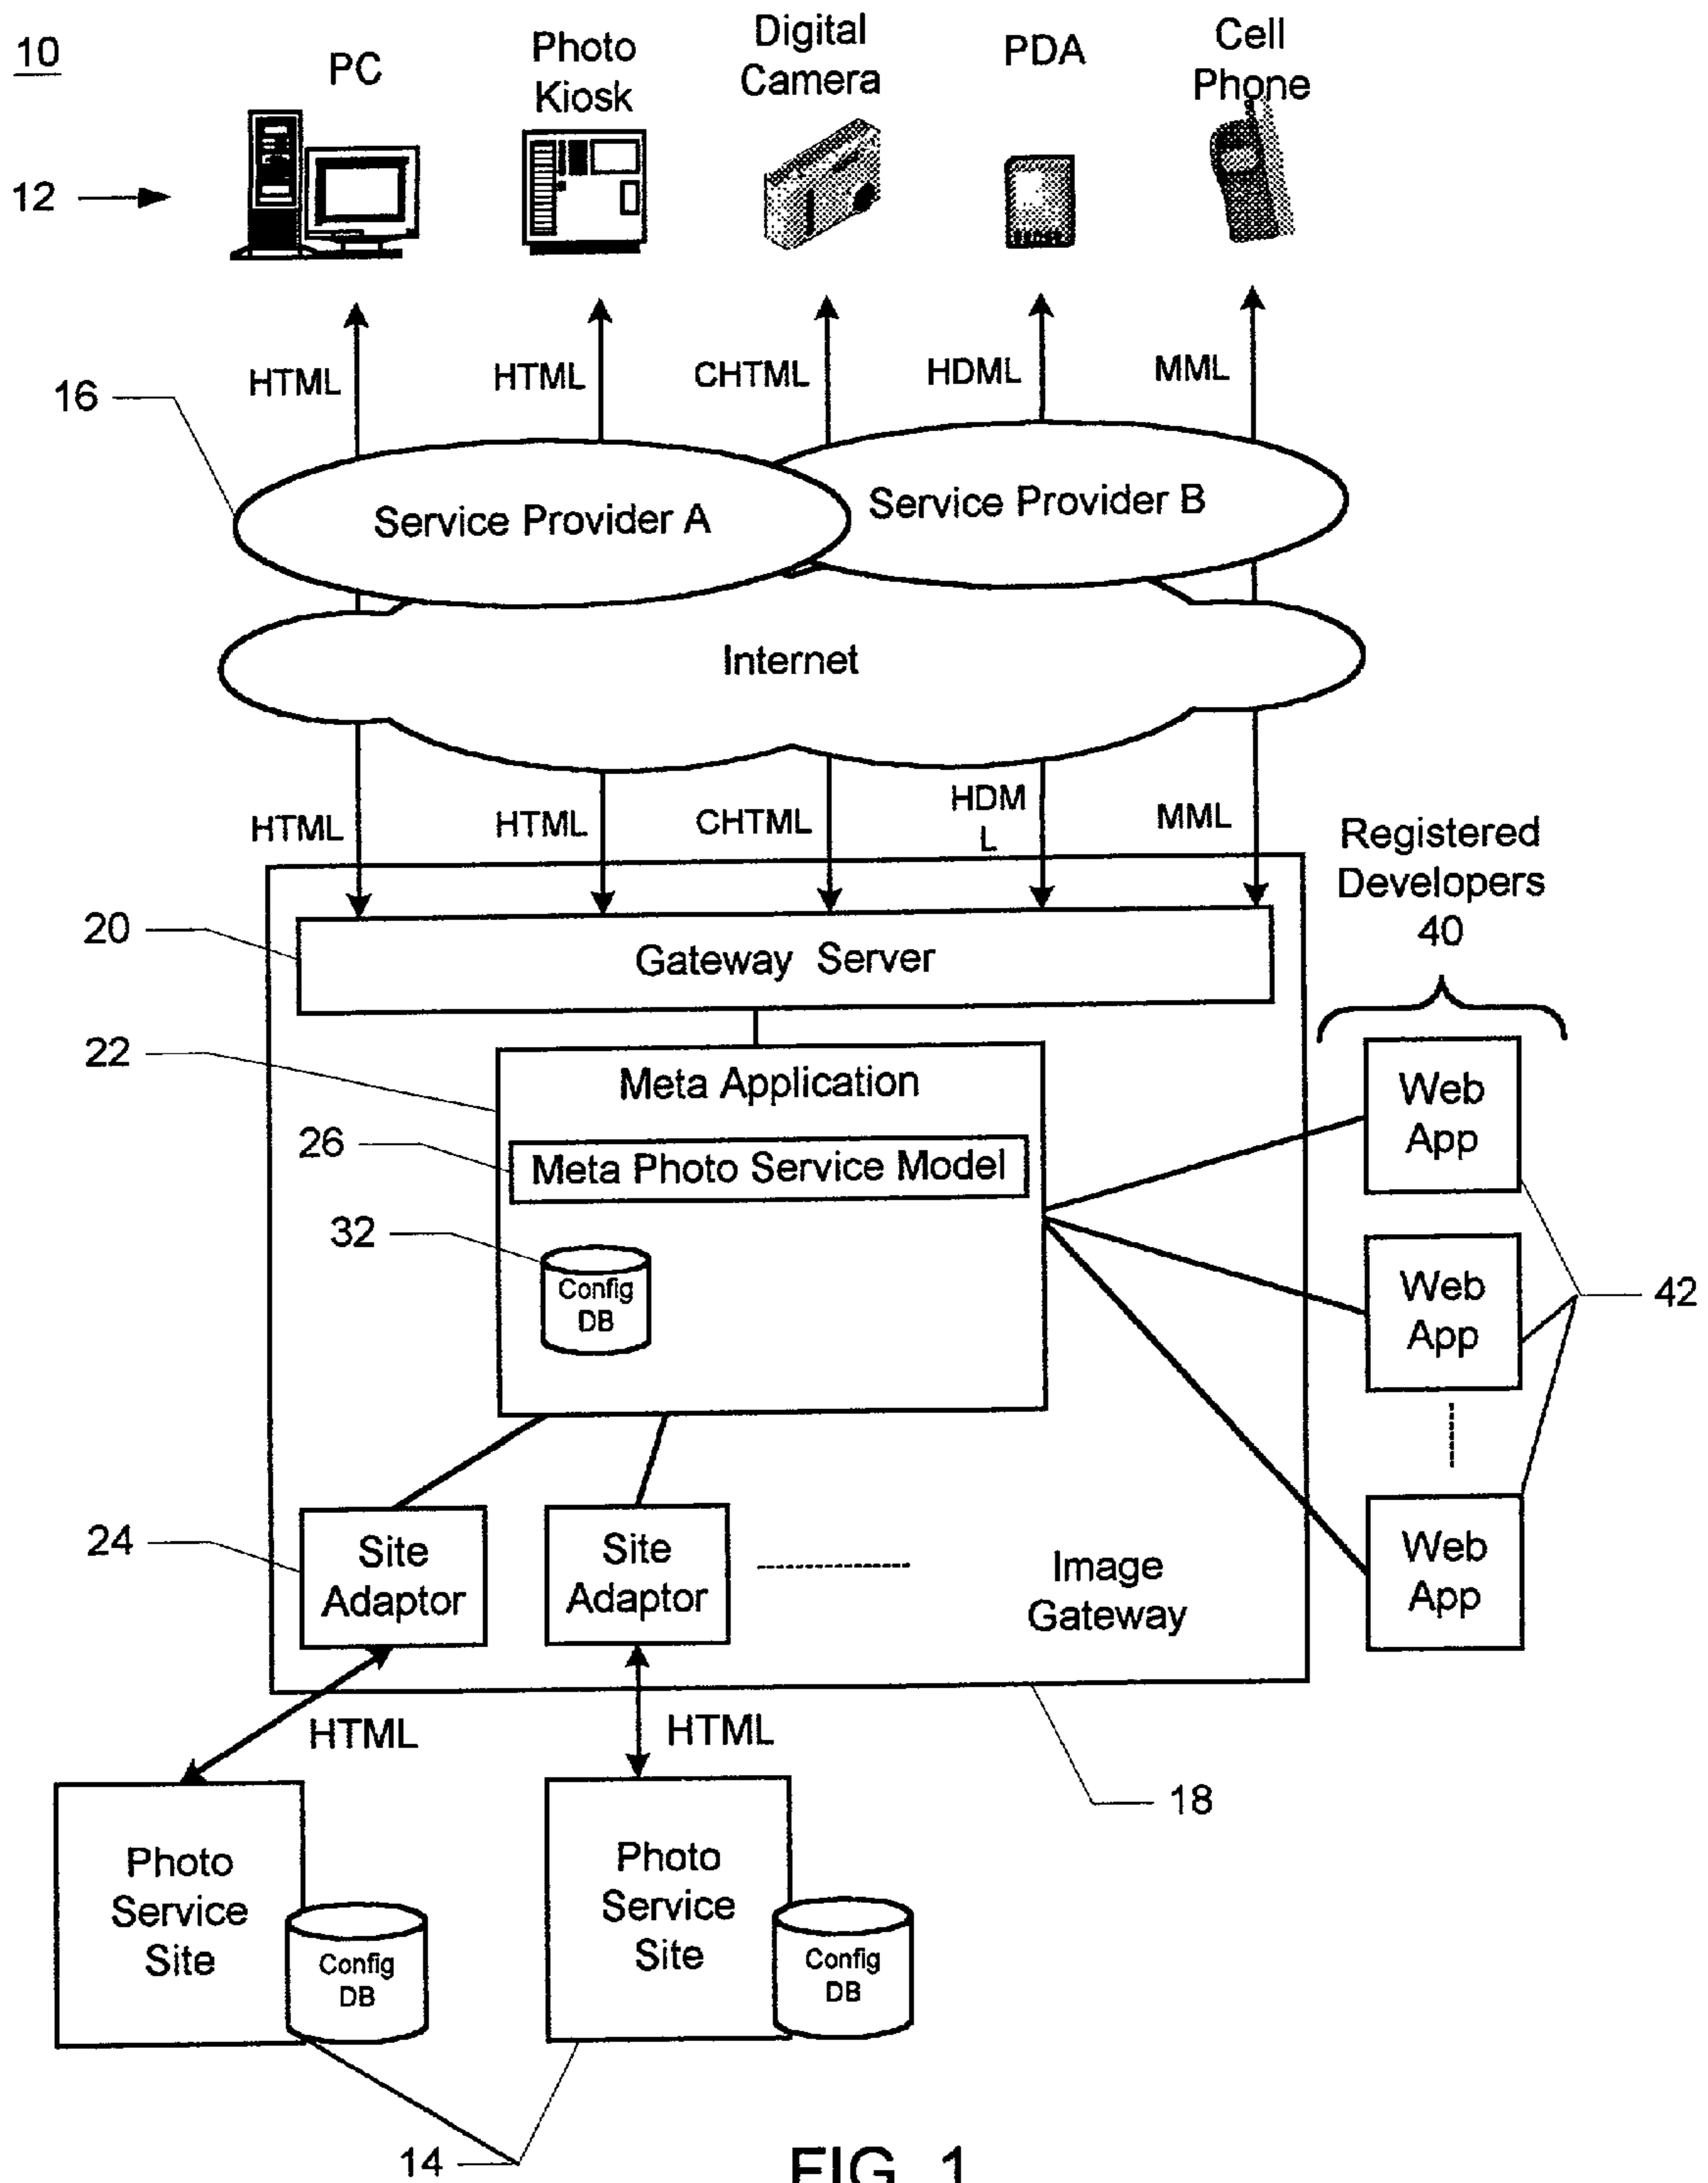 10
PC
Photo
Kiosk
Digital
Camera
PDA
Cell
Phone
12
HTML
HTML
CHTML
HDML
MML
16
Service Provider A
Service Provider B
Internet
HTML
HTML
CHTML
HDM
L
MML
Registered
Developers
40
20
Gateway Server
22
Meta Application
26
Meta Photo Service Model
32
Config
DB
Web
App
Web
App
42
Web
App
24
Site
Adaptor
Site
Adaptor
Image
Gateway
HTML
HTML
18
Photo
Service
Site
Config
DB
Photo
Service
Site
Config
DB
14
FIG. 1